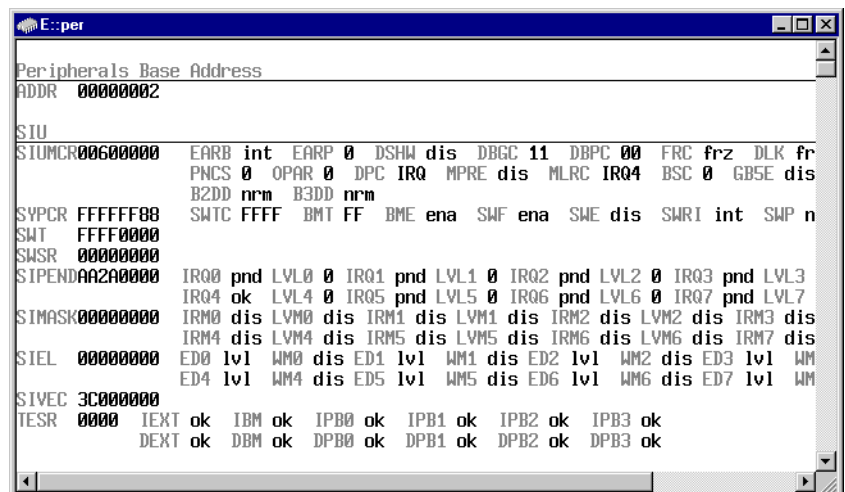 E::per
Peripherals Base Address
ADDR 00000002
SIU
SIUMCR00600000 EARB int EARP 0 DSHW dis DBGC 11 DBPC 00 FRC frz DLK fr
PNCS 0 OPAR 0 DPC IRQ MPRE dis MLRC IRQ4 BSC 0 GB5E dis
B2DD nrm B3DD nrm
SYPCR FFFFFF88 SWTC FFFF BMT FF BME ena SWF ena SWE dis SWRI int SWP n
SWT FFFF0000
SWSR 00000000
SIPENDAA2A0000 IRQ0 pnd LVL0 0 IRQ1 pnd LVL1 0 IRQ2 pnd LVL2 0 IRQ3 pnd LVL3
IRQ4 ok LVL4 0 IRQ5 pnd LVL5 0 IRQ6 pnd LVL6 0 IRQ7 pnd LVL7
SIMASK00000000 IRM0 dis LVM0 dis IRM1 dis LVM1 dis IRM2 dis LVM2 dis IRM3 dis
IRM4 dis LVM4 dis IRM5 dis LVM5 dis IRM6 dis LVM6 dis IRM7 dis
SIEL 00000000 ED0 lvl WM0 dis ED1 lvl WM1 dis ED2 lvl WM2 dis ED3 lvl WM
ED4 lvl WM4 dis ED5 lvl WM5 dis ED6 lvl WM6 dis ED7 lvl WM
SIVEC 3C000000
TESR 0000 IEXT ok IBM ok IPB0 ok IPB1 ok IPB2 ok IPB3 ok
DEXT ok DBM ok DPB0 ok DPB1 ok DPB2 ok DPB3 ok